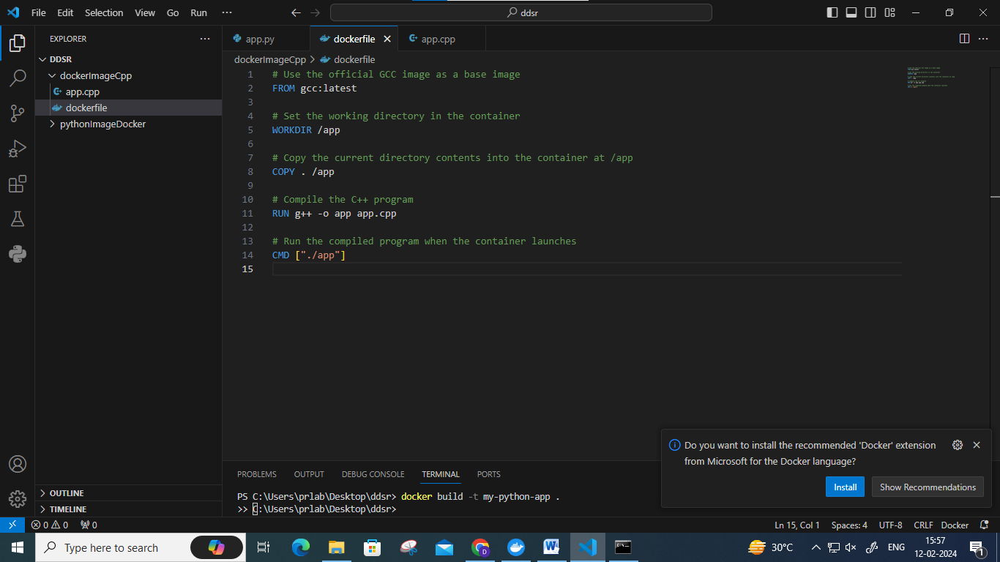 File Edit Selection View Go Run ··· ddsr
EXPLORER ···
DDSR
dockerImageCpp
app.cpp
dockerfile
pythonImageDocker
OUTLINE
TIMELINE
app.py dockerfile app.cpp
dockerImageCpp > dockerfile
1 # Use the official GCC image as a base image
2 FROM gcc:latest
3
4 # Set the working directory in the container
5 WORKDIR /app
6
7 # Copy the current directory contents into the container at /app
8 COPY . /app
9
10 # Compile the C++ program
11 RUN g++ -o app app.cpp
12
13 # Run the compiled program when the container launches
14 CMD ["./app"]
15
Do you want to install the recommended 'Docker' extension
from Microsoft for the Docker language?
Install Show Recommendations
PROBLEMS OUTPUT DEBUG CONSOLE TERMINAL PORTS
PS C:\Users\prlab\Desktop\ddsr> docker build -t my-python-app .
>> C:\Users\prlab\Desktop\ddsr>
0 0 0 Ln 15, Col 1 Spaces: 4 UTF-8 CRLF Docker
Type here to search 30°C ENG 15:57
12-02-2024 1